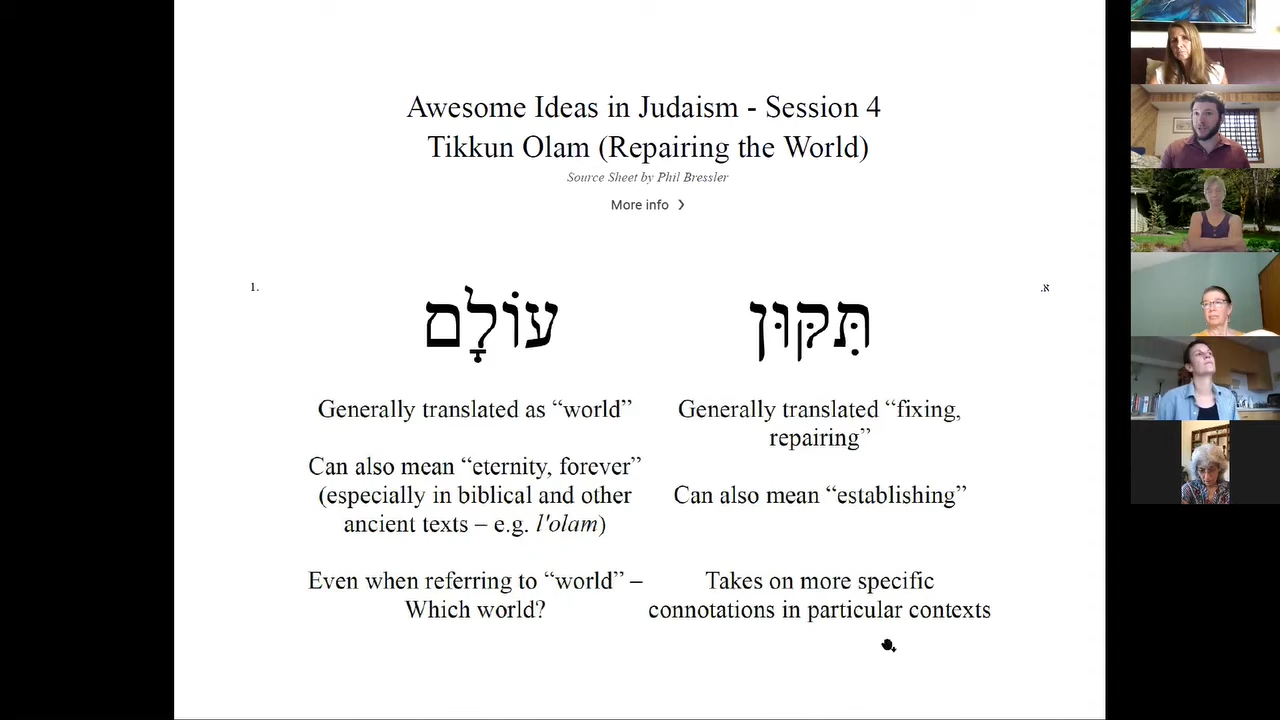 Awesome Ideas in Judaism - Session 4
Tikkun Olam (Repairing the World)
Source Sheet by Phil Bressler
More info
1.
א.
תִּקּוּן
Generally translated “fixing,
repairing”
Can also mean “establishing”
Takes on more specific
connotations in particular contexts
עוֹלָם
Generally translated as “world”
Can also mean “eternity, forever”
(especially in biblical and other
ancient texts – e.g. l'olam)
Even when referring to “world” –
Which world?